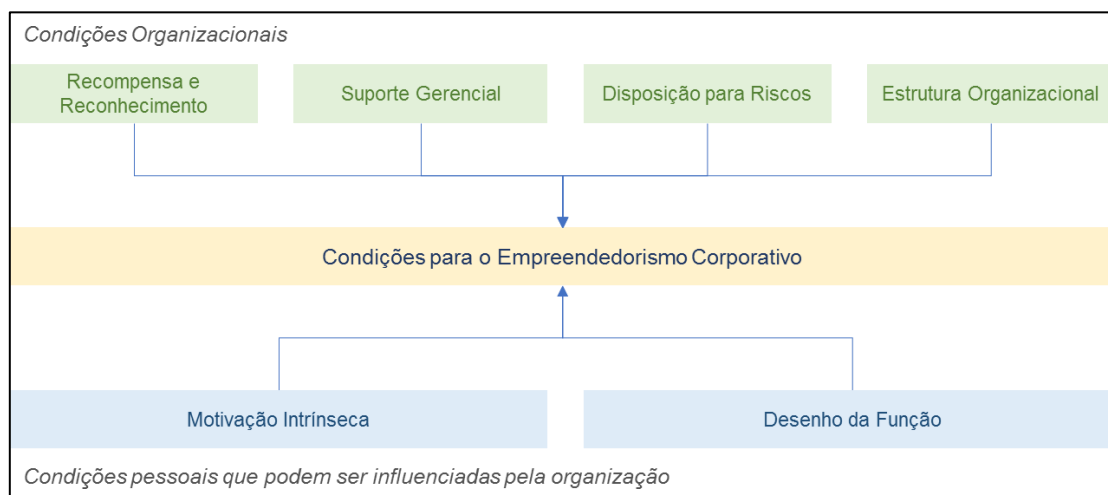 Condições Organizacionais
Recompensa e
Reconhecimento
Suporte Gerencial
Disposição para Riscos
Estrutura Organizacional
Condições para o Empreendedorismo Corporativo
Motivação Intrínseca
Desenho da Função
Condições pessoais que podem ser influenciadas pela organização